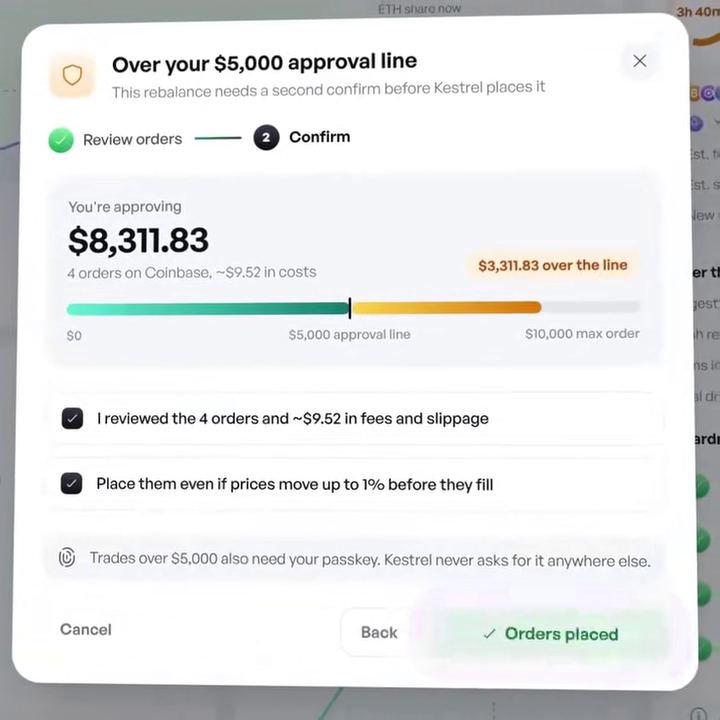 ETH share now
3h 40m
Over your $5,000 approval line
This rebalance needs a second confirm before Kestrel places it
Review orders
2 Confirm
You're approving
$8,311.83
4 orders on Coinbase, ~$9.52 in costs
$3,311.83 over the line
$0
$5,000 approval line
$10,000 max order
I reviewed the 4 orders and ~$9.52 in fees and slippage
Place them even if prices move up to 1% before they fill
Trades over $5,000 also need your passkey. Kestrel never asks for it anywhere else.
Cancel
Back
Orders placed